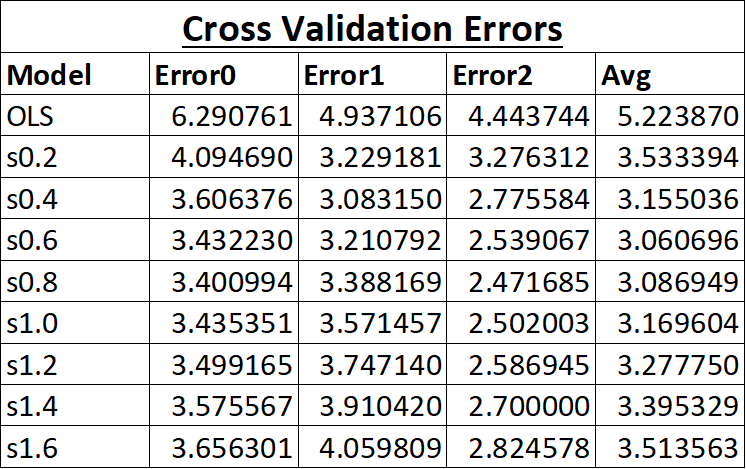 Cross Validation Errors
Model Error0 Error1 Error2 Avg
OLS 6.290761 4.937106 4.443744 5.223870
s0.2 4.094690 3.229181 3.276312 3.533394
s0.4 3.606376 3.083150 2.775584 3.155036
s0.6 3.432230 3.210792 2.539067 3.060696
s0.8 3.400994 3.388169 2.471685 3.086949
s1.0 3.435351 3.571457 2.502003 3.169604
s1.2 3.499165 3.747140 2.586945 3.277750
s1.4 3.575567 3.910420 2.700000 3.395329
s1.6 3.656301 4.059809 2.824578 3.513563